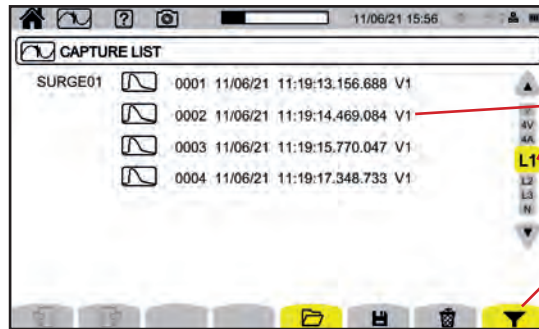 ?
11/06/21 15:56
CAPTURE LIST
SURGE01 0001 11/06/21 11:19:13.156.688 V1
0002 11/06/21 11:19:14.469.084 V1
0003 11/06/21 11:19:15.770.047 V1
0004 11/06/21 11:19:17.348.733 V1
4V
4A
L1
L2
L3
N